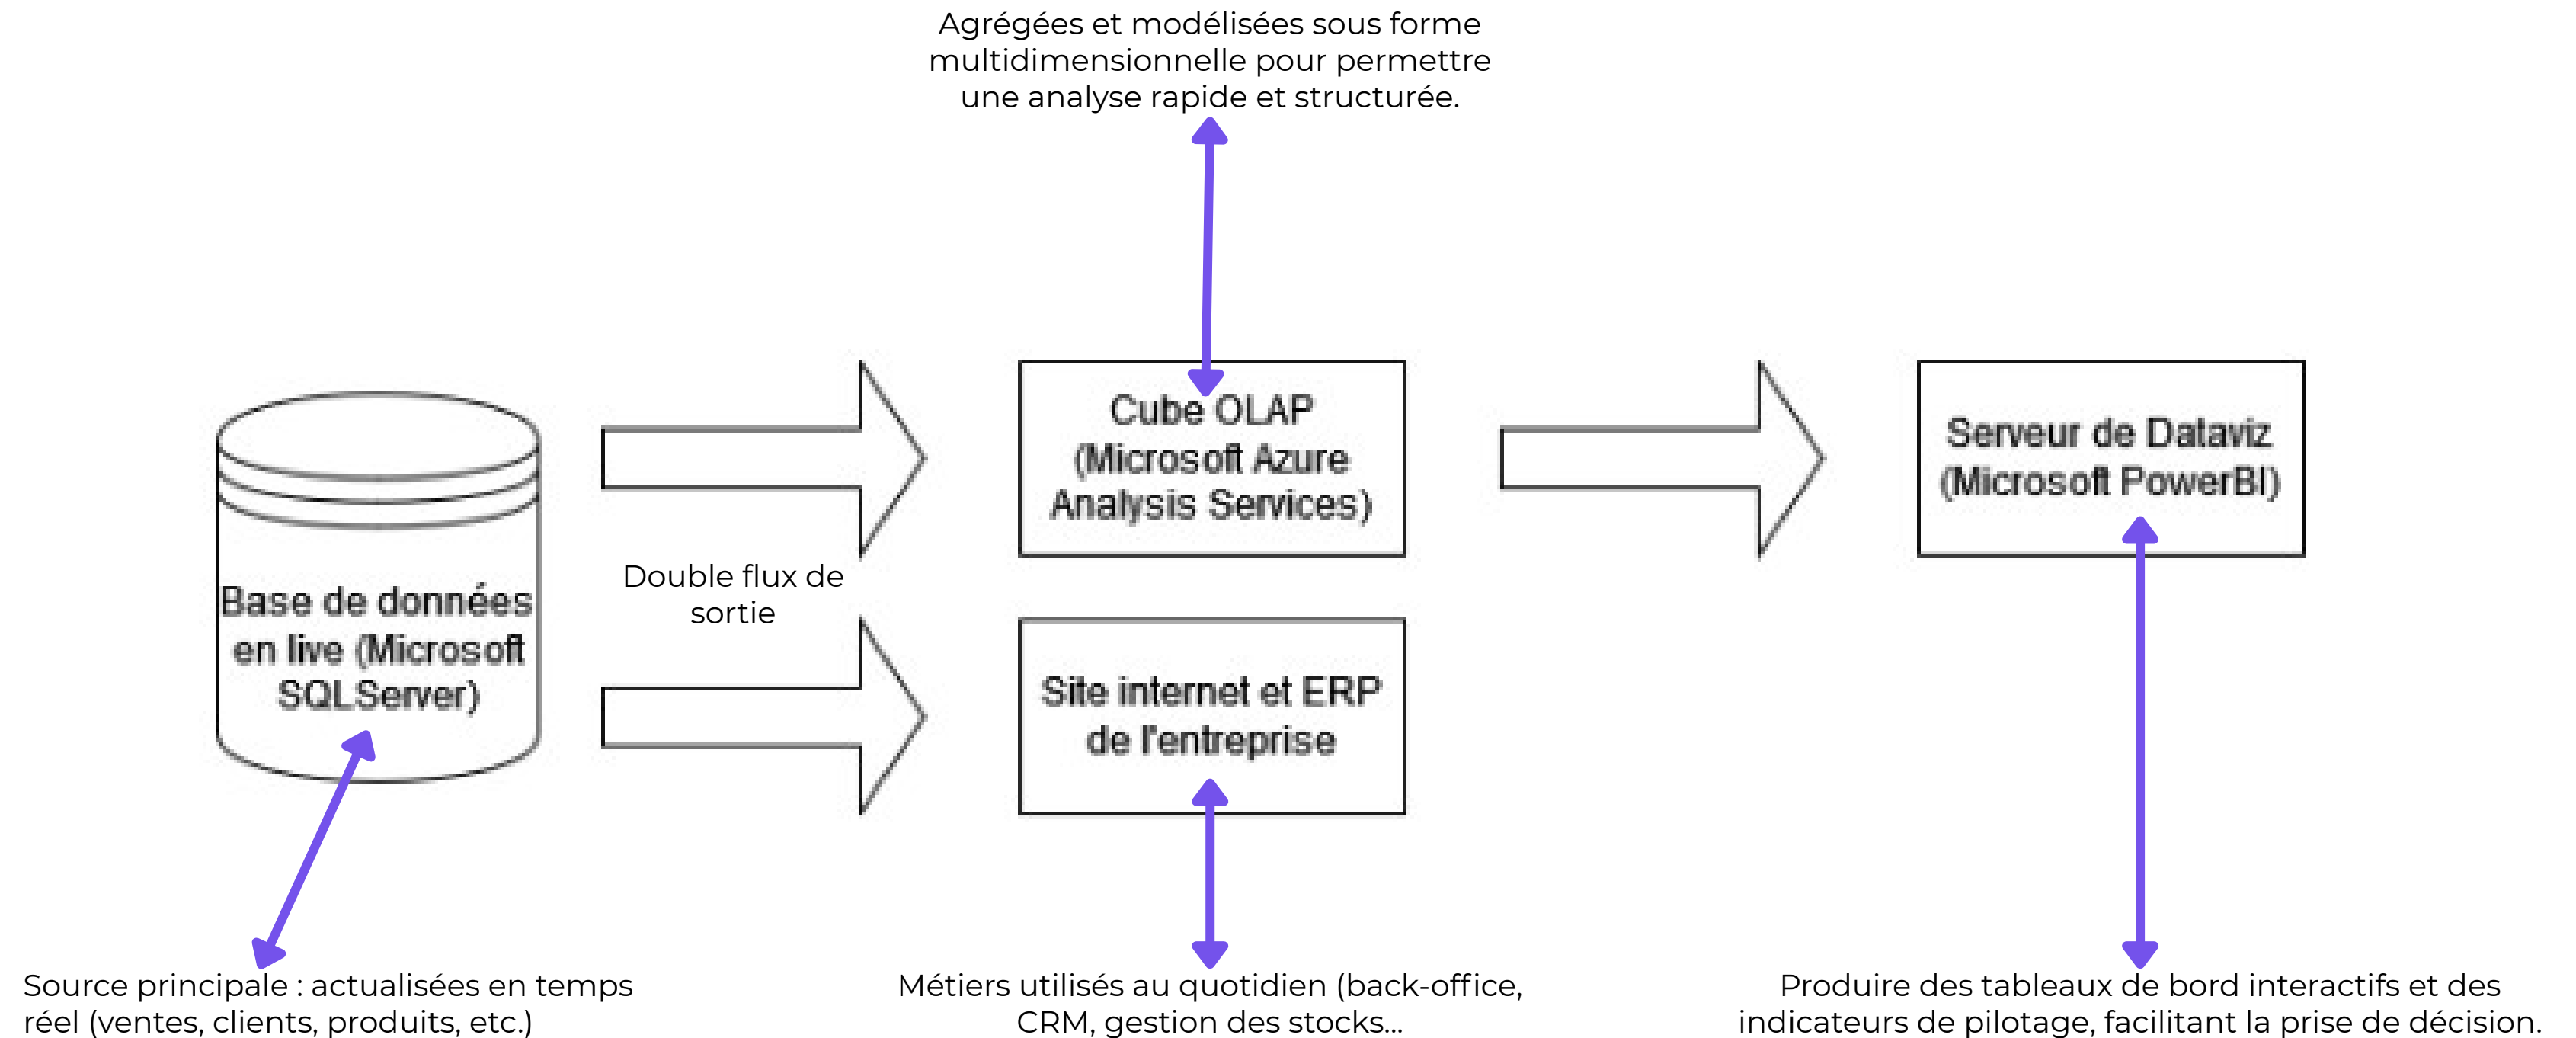 Agrégées et modélisées sous forme
multidimensionnelle pour permettre
une analyse rapide et structurée.
Base de données
en live (Microsoft
SQLServer)
Double flux de
sortie
Cube OLAP
(Microsoft Azure
Analysis Services)
Site internet et ERP
de l'entreprise
Serveur de Dataviz
(Microsoft PowerBI)
Source principale : actualisées en temps
réel (ventes, clients, produits, etc.)
Métiers utilisés au quotidien (back-office,
CRM, gestion des stocks...
Produire des tableaux de bord interactifs et des
indicateurs de pilotage, facilitant la prise de décision.